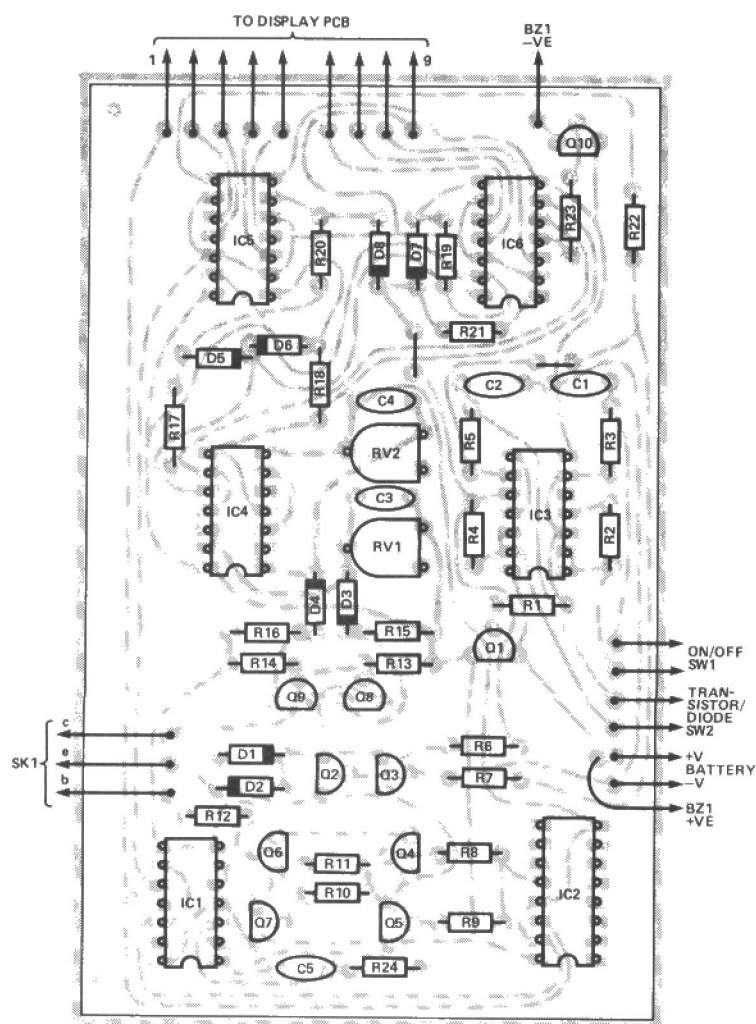 TO DISPLAY PCB
1
9
BZ1
–VE
Q10
IC5
R20
D8
D7
R19
IC6
R23
R22
R21
D5
D6
R18
C2
C1
C4
R17
R5
R3
RV2
IC4
C3
IC3
R4
R2
RV1
D4
D3
R1
R16
R15
Q1
R14
R13
ON/OFF
SW1
Q9
Q8
TRAN-
SISTOR/
DIODE
SW2
c
SK1
e
b
D1
Q2
Q3
R6
+V
BATTERY
–V
D2
R7
BZ1
+VE
R12
Q6
R11
Q4
R8
R10
IC1
IC2
Q7
Q5
R9
C5
R24